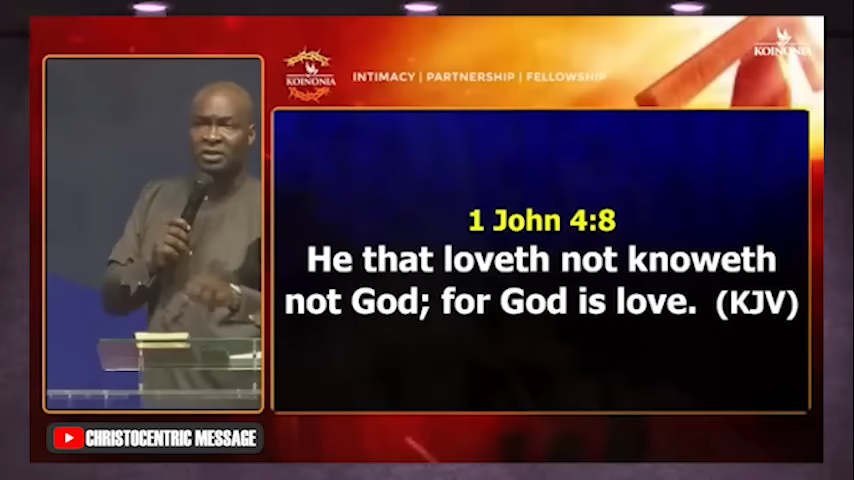 KOINONIA
INTIMACY | PARTNERSHIP | FELLOWSHIP
KOINONIA
1 John 4:8
He that loveth not knoweth
not God; for God is love. (KJV)
CHRISTOCENTRIC MESSAGE